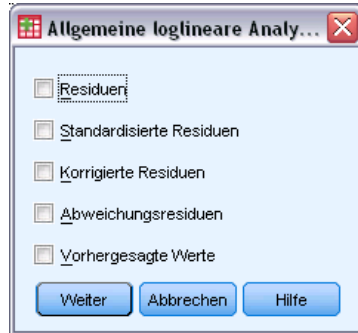 Allgemeine loglineare Analy...
Residuen
Standardisierte Residuen
Korrigierte Residuen
Abweichungsresiduen
Vorhergesagte Werte
Weiter Abbrechen Hilfe